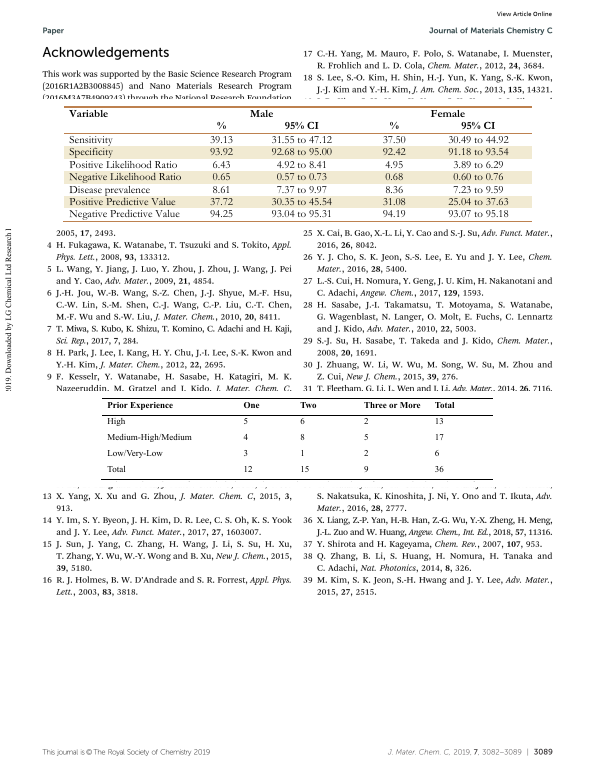 View Article Online
Paper
Journal of Materials Chemistry C
Acknowledgements
This work was supported by the Basic Science Research Program
(2016R1A2B3008845) and Nano Materials Research Program
(2016M3A7B4909243) through the National Research Foundation
17 C.-H. Yang, M. Mauro, F. Polo, S. Watanabe, I. Muenster,
R. Frohlich and L. D. Cola, Chem. Mater., 2012, 24, 3684.
18 S. Lee, S.-O. Kim, H. Shin, H.-J. Yun, K. Yang, S.-K. Kwon,
J.-J. Kim and Y.-H. Kim, J. Am. Chem. Soc., 2013, 135, 14321.
Variable Male Female
% 95% CI % 95% CI
Sensitivity 39.13 31.55 to 47.12 37.50 30.49 to 44.92
Specificity 93.92 92.68 to 95.00 92.42 91.18 to 93.54
Positive Likelihood Ratio 6.43 4.92 to 8.41 4.95 3.89 to 6.29
Negative Likelihood Ratio 0.65 0.57 to 0.73 0.68 0.60 to 0.76
Disease prevalence 8.61 7.37 to 9.97 8.36 7.23 to 9.59
Positive Predictive Value 37.72 30.35 to 45.54 31.08 25.04 to 37.63
Negative Predictive Value 94.25 93.04 to 95.31 94.19 93.07 to 95.18
2005, 17, 2493.
4 H. Fukagawa, K. Watanabe, T. Tsuzuki and S. Tokito, Appl.
Phys. Lett., 2008, 93, 133312.
5 L. Wang, Y. Jiang, J. Luo, Y. Zhou, J. Zhou, J. Wang, J. Pei
and Y. Cao, Adv. Mater., 2009, 21, 4854.
6 J.-H. Jou, W.-B. Wang, S.-Z. Chen, J.-J. Shyue, M.-F. Hsu,
C.-W. Lin, S.-M. Shen, C.-J. Wang, C.-P. Liu, C.-T. Chen,
M.-F. Wu and S.-W. Liu, J. Mater. Chem., 2010, 20, 8411.
7 T. Miwa, S. Kubo, K. Shizu, T. Komino, C. Adachi and H. Kaji,
Sci. Rep., 2017, 7, 284.
8 H. Park, J. Lee, I. Kang, H. Y. Chu, J.-I. Lee, S.-K. Kwon and
Y.-H. Kim, J. Mater. Chem., 2012, 22, 2695.
9 F. Kesselr, Y. Watanabe, H. Sasabe, H. Katagiri, M. K.
Nazeeruddin, M. Gratzel and J. Kido, J. Mater. Chem. C,
25 X. Cai, B. Gao, X.-L. Li, Y. Cao and S.-J. Su, Adv. Funct. Mater.,
2016, 26, 8042.
26 Y. J. Cho, S. K. Jeon, S.-S. Lee, E. Yu and J. Y. Lee, Chem.
Mater., 2016, 28, 5400.
27 L.-S. Cui, H. Nomura, Y. Geng, J. U. Kim, H. Nakanotani and
C. Adachi, Angew. Chem., 2017, 129, 1593.
28 H. Sasabe, J.-I. Takamatsu, T. Motoyama, S. Watanabe,
G. Wagenblast, N. Langer, O. Molt, E. Fuchs, C. Lennartz
and J. Kido, Adv. Mater., 2010, 22, 5003.
29 S.-J. Su, H. Sasabe, T. Takeda and J. Kido, Chem. Mater.,
2008, 20, 1691.
30 J. Zhuang, W. Li, W. Wu, M. Song, W. Su, M. Zhou and
Z. Cui, New J. Chem., 2015, 39, 276.
31 T. Fleetham, G. Li, L. Wen and J. Li, Adv. Mater., 2014, 26, 7116.
Prior Experience One Two Three or More Total
High 5 6 2 13
Medium-High/Medium 4 8 5 17
Low/Very-Low 3 1 2 6
Total 12 15 9 36
13 X. Yang, X. Xu and G. Zhou, J. Mater. Chem. C, 2015, 3,
913.
14 Y. Im, S. Y. Byeon, J. H. Kim, D. R. Lee, C. S. Oh, K. S. Yook
and J. Y. Lee, Adv. Funct. Mater., 2017, 27, 1603007.
15 J. Sun, J. Yang, C. Zhang, H. Wang, J. Li, S. Su, H. Xu,
T. Zhang, Y. Wu, W.-Y. Wong and B. Xu, New J. Chem., 2015,
39, 5180.
16 R. J. Holmes, B. W. D'Andrade and S. R. Forrest, Appl. Phys.
Lett., 2003, 83, 3818.
S. Nakatsuka, K. Kinoshita, J. Ni, Y. Ono and T. Ikuta, Adv.
Mater., 2016, 28, 2777.
36 X. Liang, Z.-P. Yan, H.-B. Han, Z.-G. Wu, Y.-X. Zheng, H. Meng,
J.-L. Zuo and W. Huang, Angew. Chem., Int. Ed., 2018, 57, 11316.
37 Y. Shirota and H. Kageyama, Chem. Rev., 2007, 107, 953.
38 Q. Zhang, B. Li, S. Huang, H. Nomura, H. Tanaka and
C. Adachi, Nat. Photonics, 2014, 8, 326.
39 M. Kim, S. K. Jeon, S.-H. Hwang and J. Y. Lee, Adv. Mater.,
2015, 27, 2515.
2019. Downloaded by LG Chemical Ltd Research
This journal is © The Royal Society of Chemistry 2019
J. Mater. Chem. C, 2019, 7, 3082–3089 | 3089